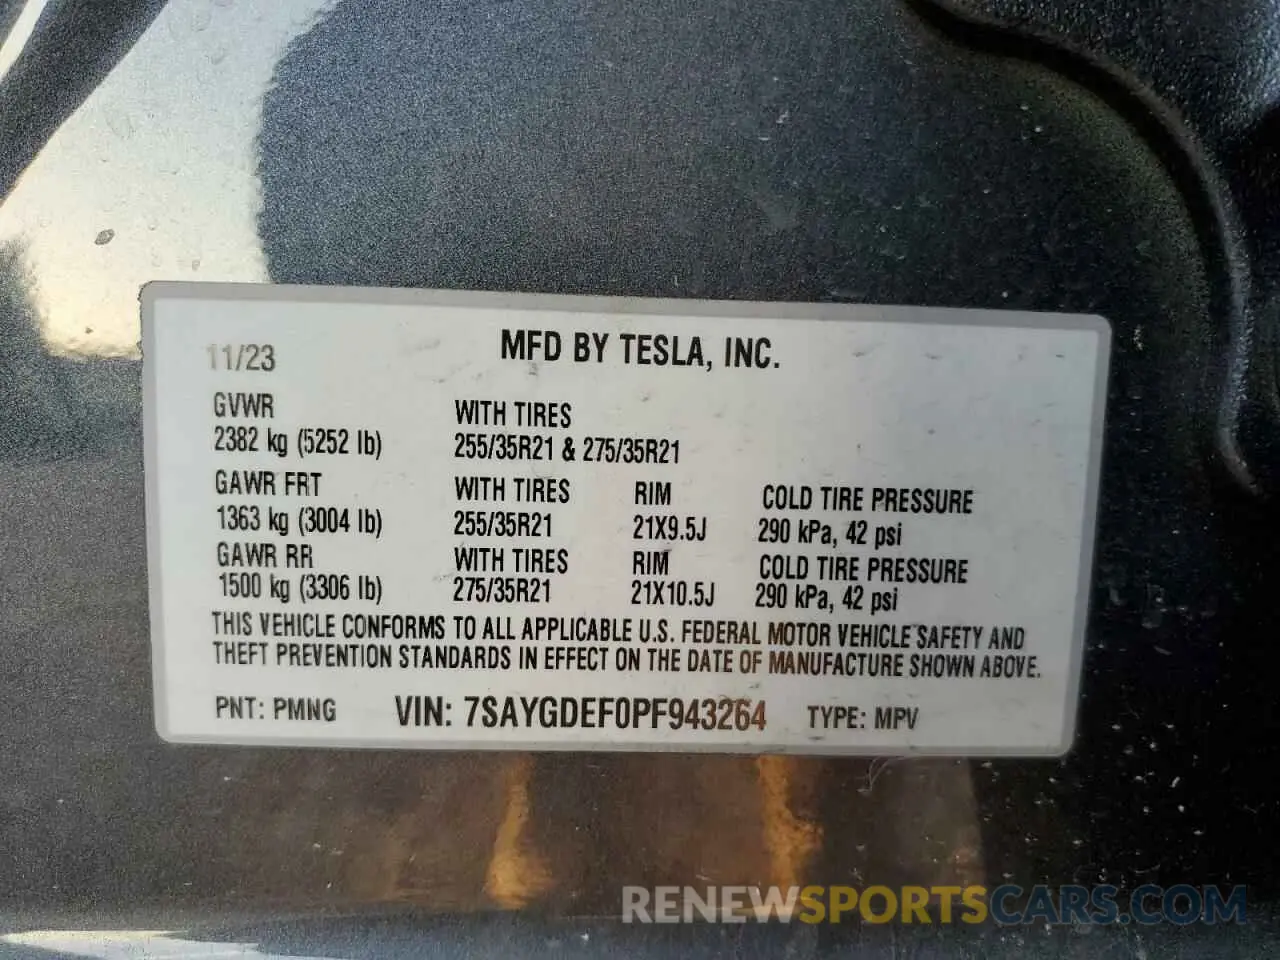 11/23
MFD BY TESLA, INC.
GVWR WITH TIRES
2382 kg (5252 lb) 255/35R21 & 275/35R21
GAWR FRT WITH TIRES RIM COLD TIRE PRESSURE
1363 kg (3004 lb) 255/35R21 21X9.5J 290 kPa, 42 psi
GAWR RR WITH TIRES RIM COLD TIRE PRESSURE
1500 kg (3306 lb) 275/35R21 21X10.5J 290 kPa, 42 psi
THIS VEHICLE CONFORMS TO ALL APPLICABLE U.S. FEDERAL MOTOR VEHICLE SAFETY AND
THEFT PREVENTION STANDARDS IN EFFECT ON THE DATE OF MANUFACTURE SHOWN ABOVE.
PNT: PMNG VIN: 7SAYGDEF0PF943264 TYPE: MPV
RENEWSPORTSCARS.COM